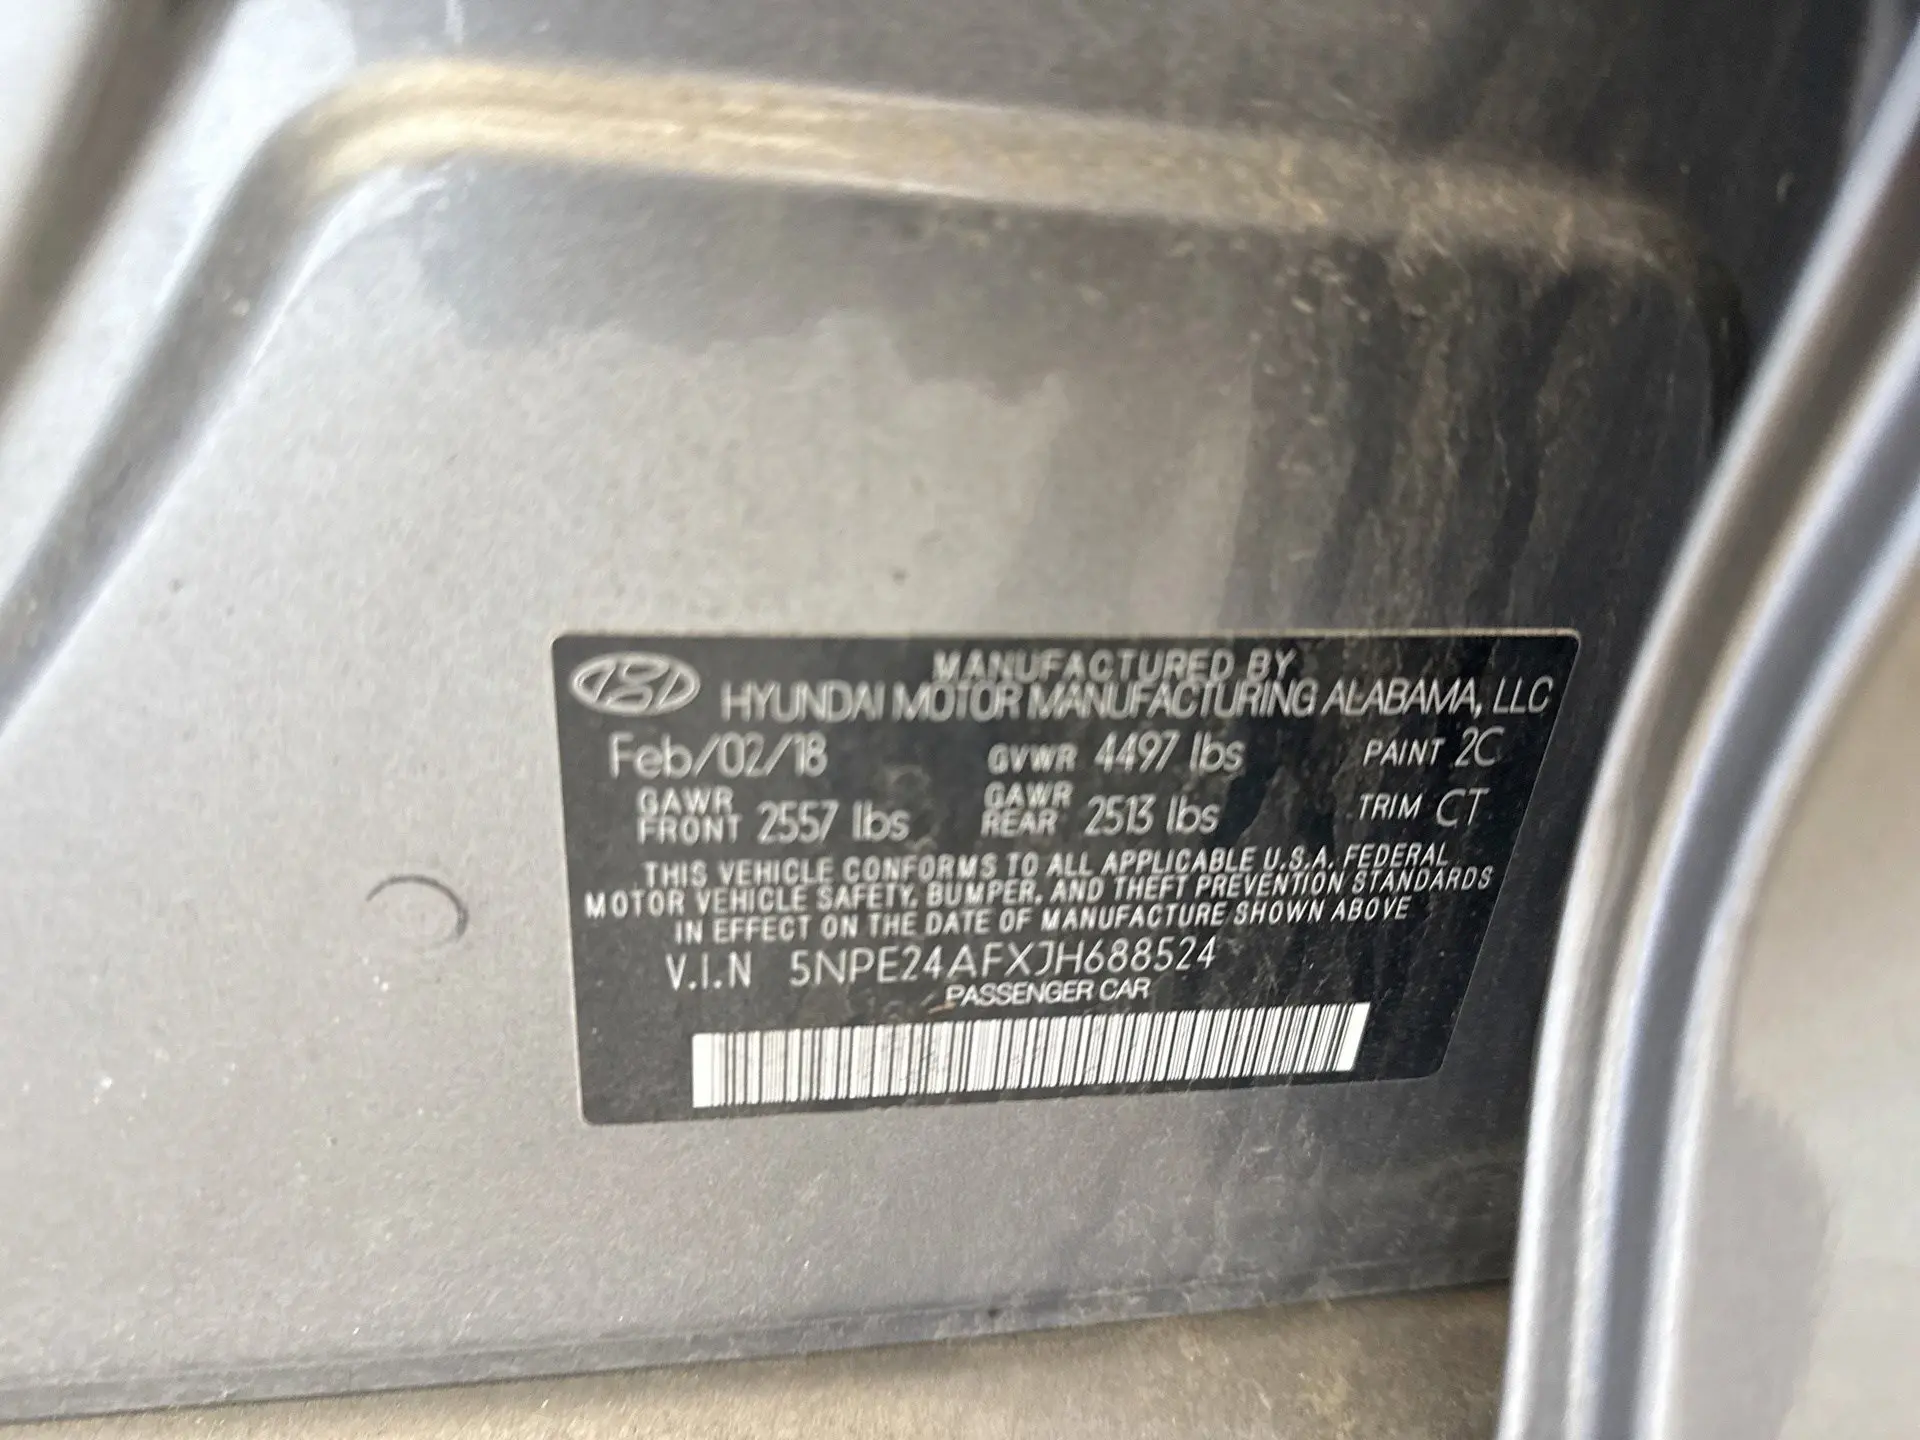 MANUFACTURED BY
HYUNDAI MOTOR MANUFACTURING ALABAMA, LLC
Feb/02/18 GVWR 4497 lbs PAINT 2C
GAWR FRONT 2557 lbs GAWR REAR 2513 lbs TRIM CT
THIS VEHICLE CONFORMS TO ALL APPLICABLE U.S.A. FEDERAL
MOTOR VEHICLE SAFETY, BUMPER, AND THEFT PREVENTION STANDARDS
IN EFFECT ON THE DATE OF MANUFACTURE SHOWN ABOVE
V.I.N 5NPE24AFXJH688524
PASSENGER CAR